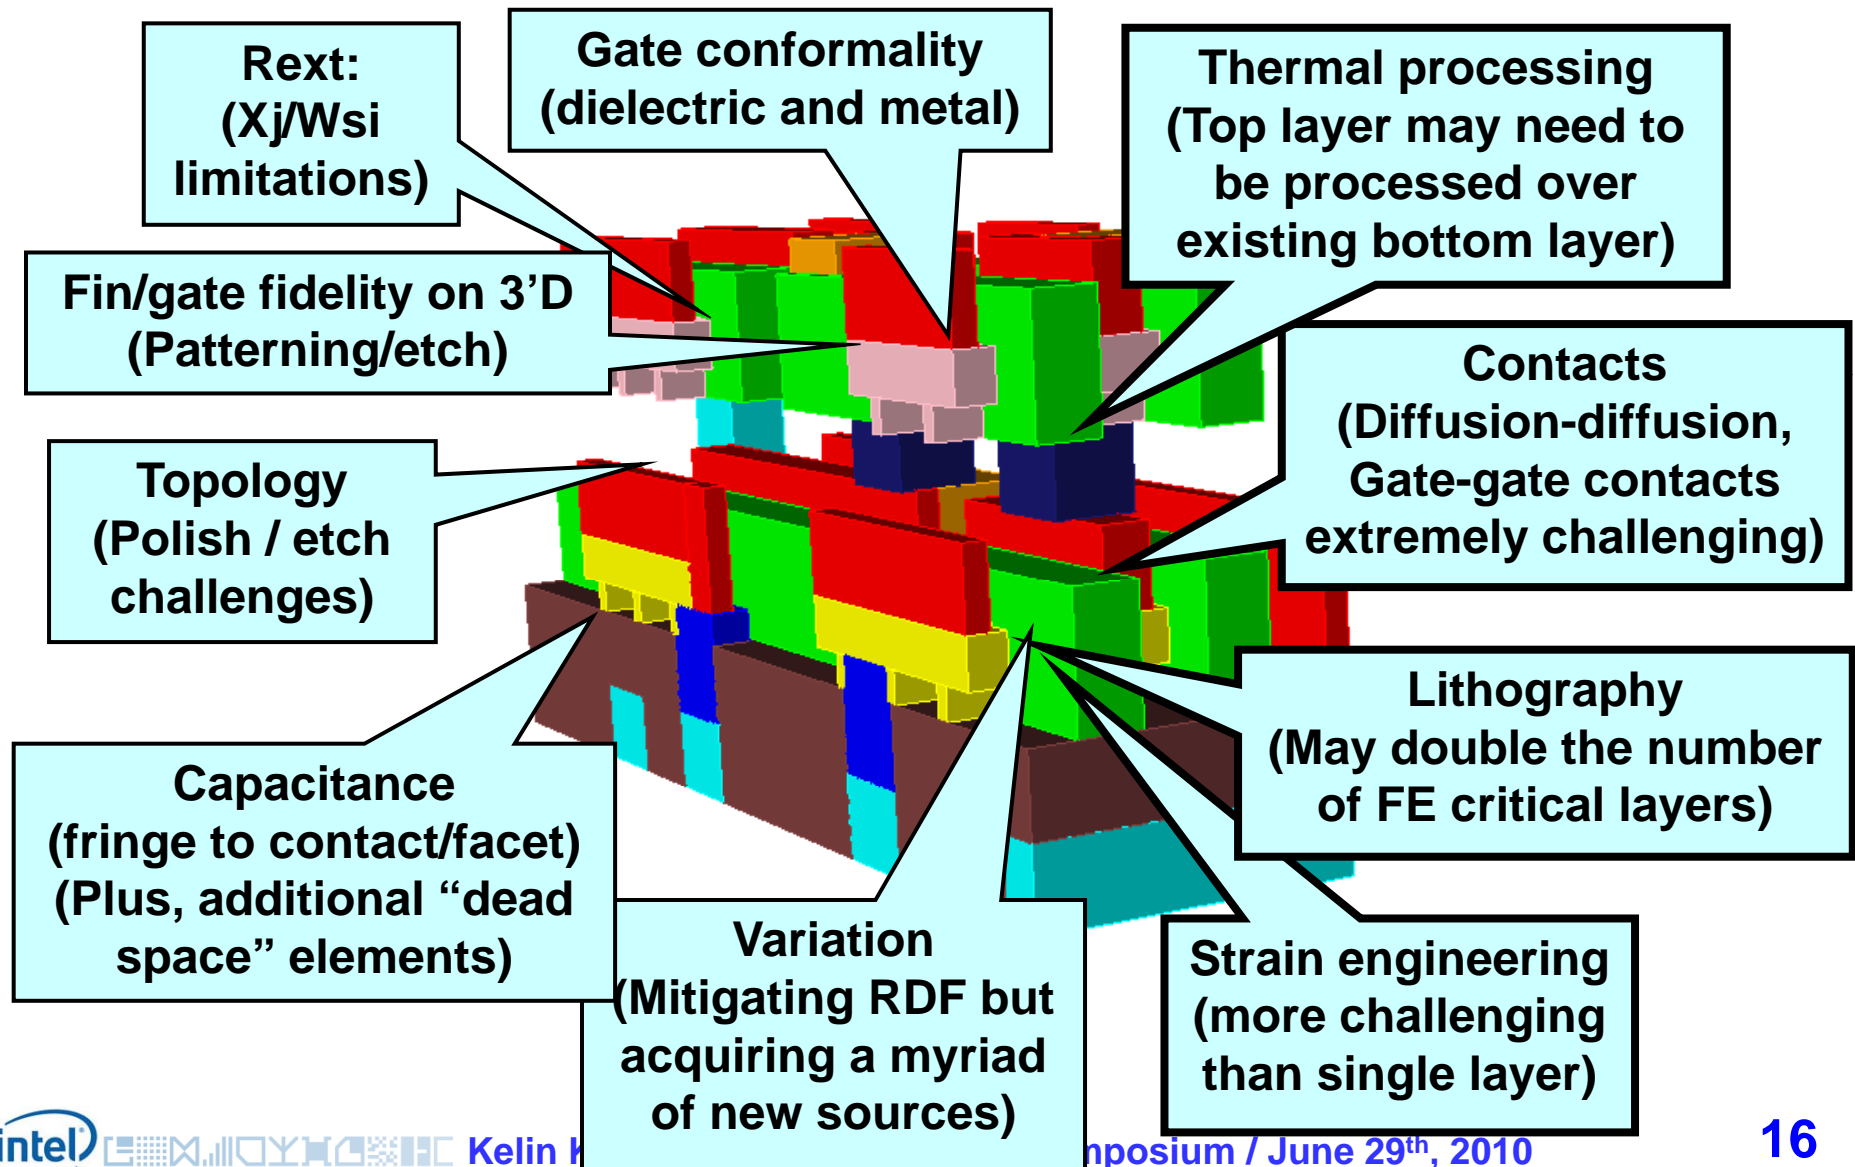 Rext:
(Xj/Wsi
limitations)
Gate conformality
(dielectric and metal)
Thermal processing
(Top layer may need to
be processed over
existing bottom layer)
Fin/gate fidelity on 3’D
(Patterning/etch)
Contacts
(Diffusion-diffusion,
Gate-gate contacts
extremely challenging)
Topology
(Polish / etch
challenges)
Lithography
(May double the number
of FE critical layers)
Capacitance
(fringe to contact/facet)
(Plus, additional “dead
space” elements)
Variation
(Mitigating RDF but
acquiring a myriad
of new sources)
Strain engineering
(more challenging
than single layer)
intel
Kelin
/ June 29th, 2010
16